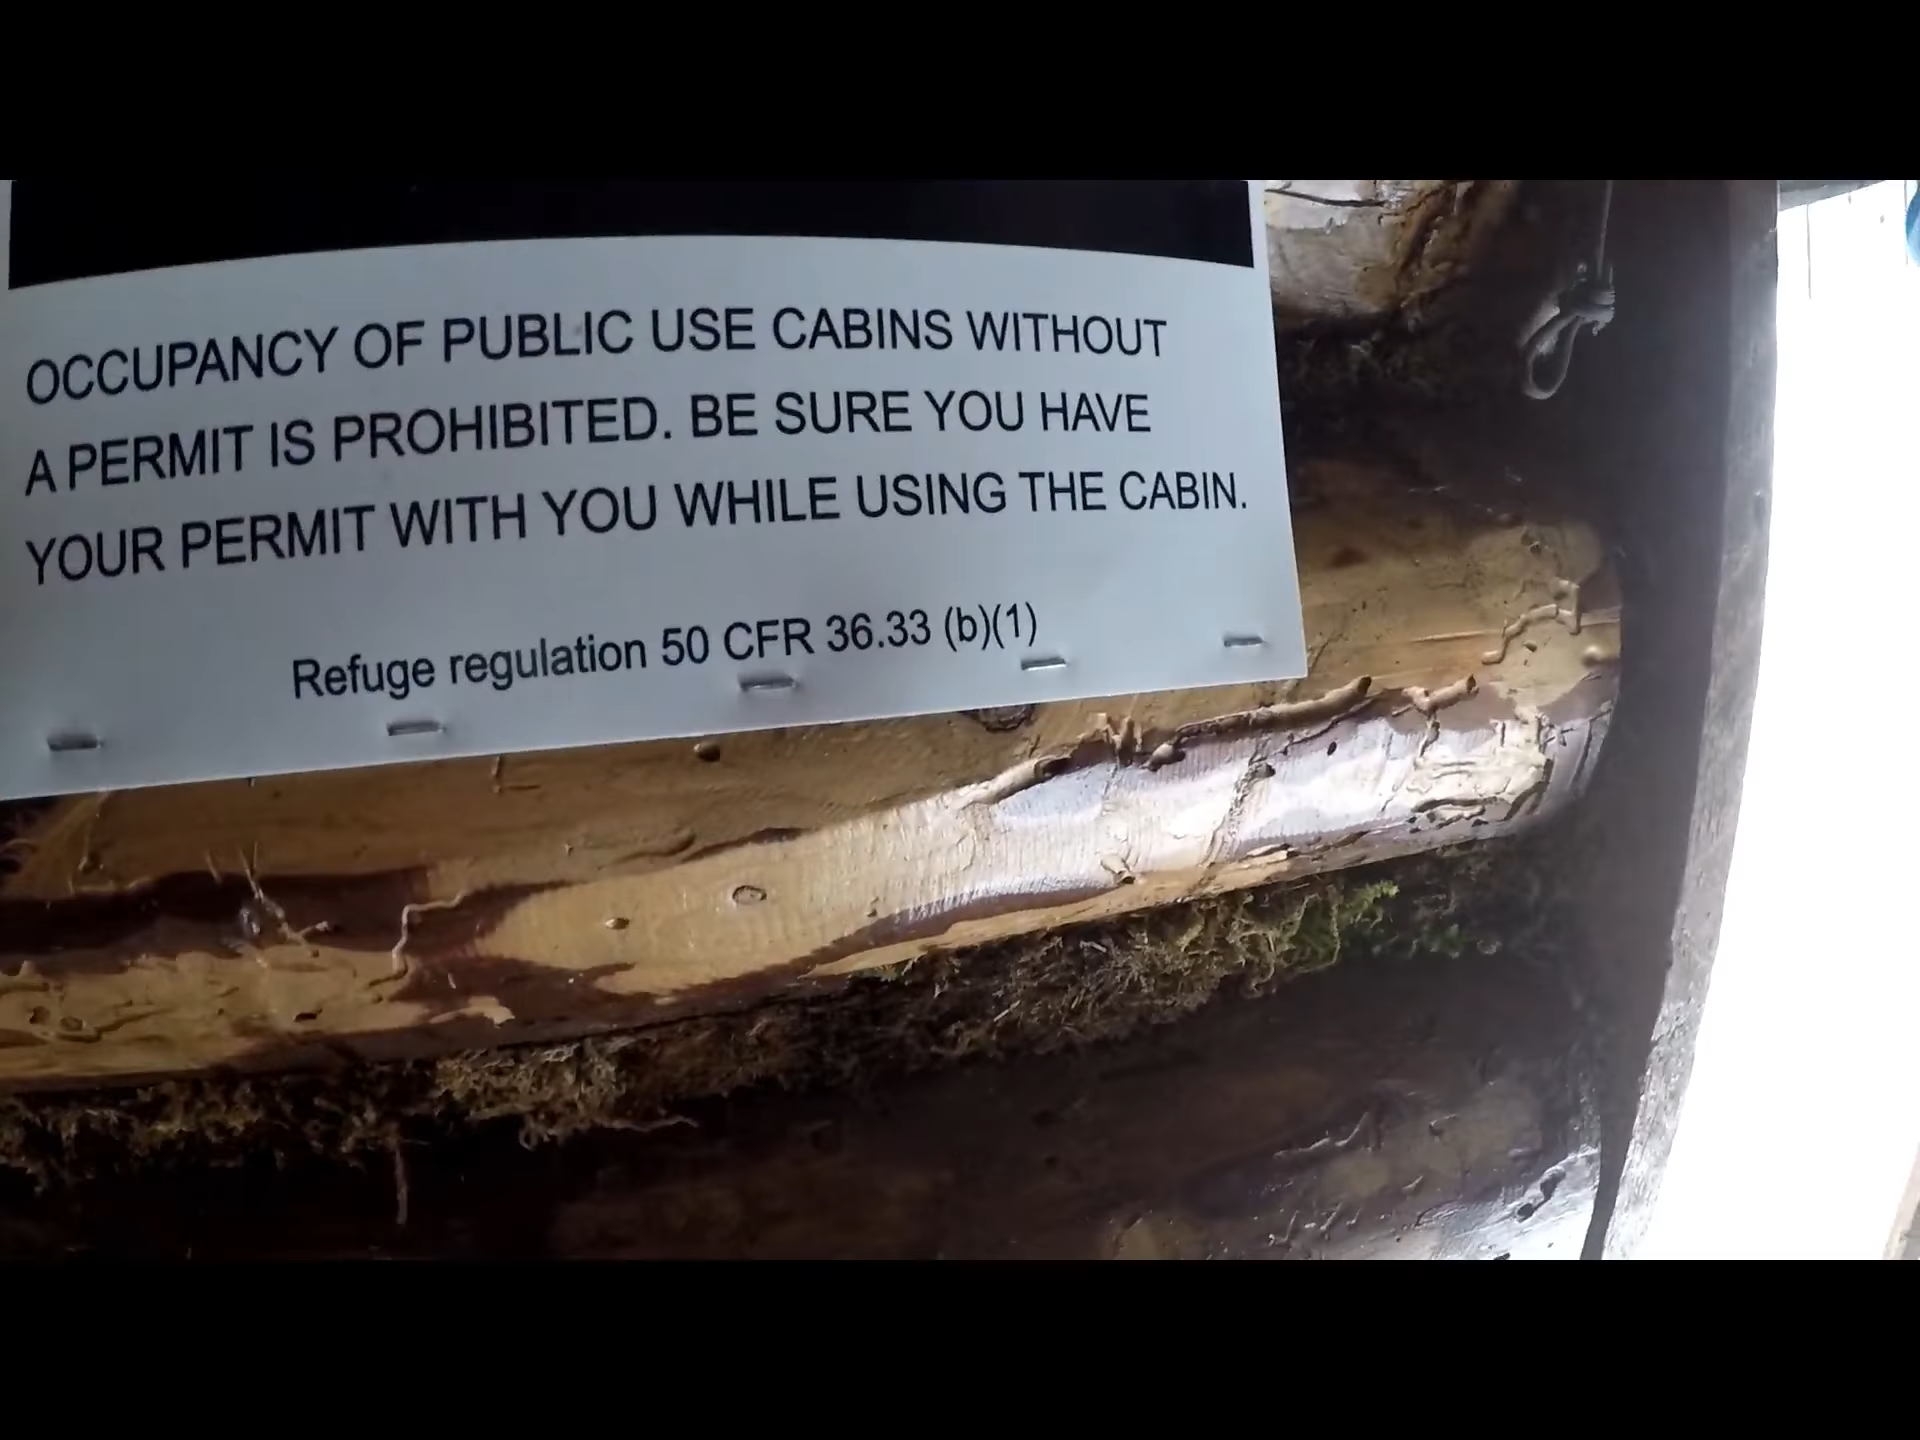 OCCUPANCY OF PUBLIC USE CABINS WITHOUT
A PERMIT IS PROHIBITED. BE SURE YOU HAVE
YOUR PERMIT WITH YOU WHILE USING THE CABIN.
Refuge regulation 50 CFR 36.33 (b)(1)